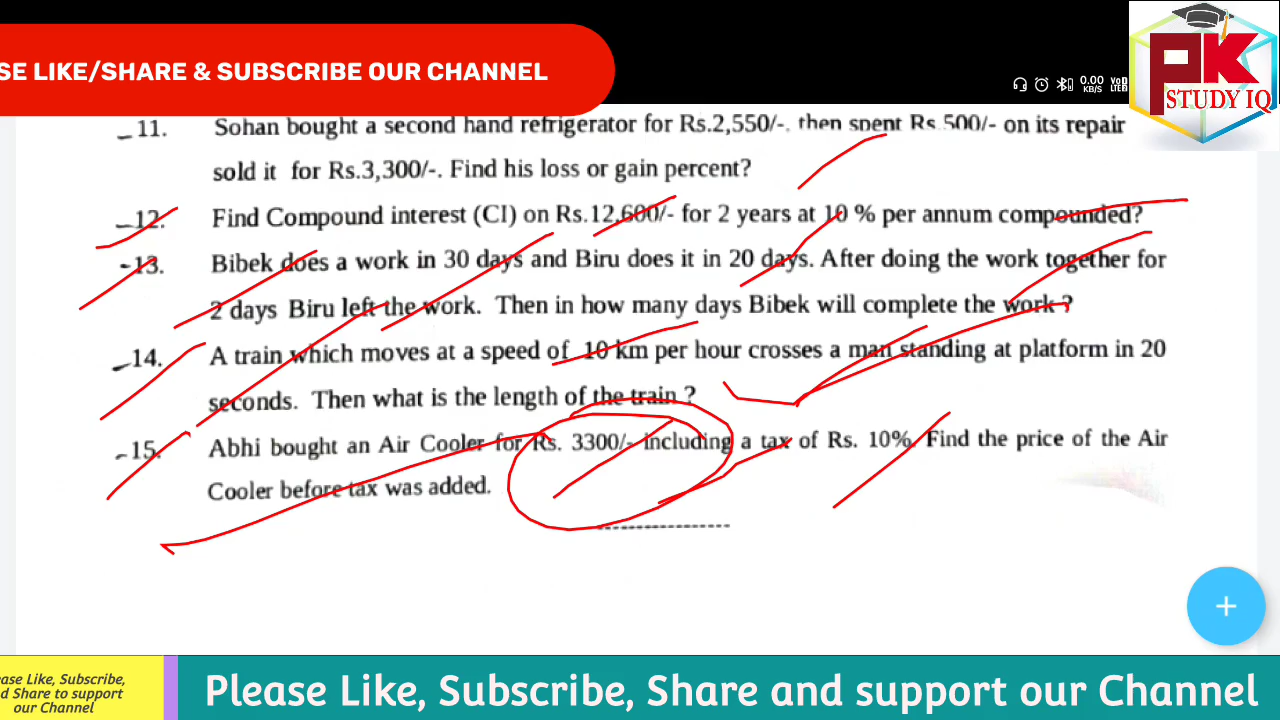 SE LIKE/SHARE & SUBSCRIBE OUR CHANNEL
0.00
KB/S
PK
STUDY IQ
11. Sohan bought a second hand refrigerator for Rs.2,550/-. then spent Rs.500/- on its repair
sold it for Rs.3,300/-. Find his loss or gain percent?
12. Find Compound interest (CI) on Rs.12,600/- for 2 years at 10 % per annum compounded?
13. Bibek does a work in 30 days and Biru does it in 20 days. After doing the work together for
2 days Biru left the work. Then in how many days Bibek will complete the work ?
14. A train which moves at a speed of 10 km per hour crosses a man standing at platform in 20
seconds. Then what is the length of the train ?
15. Abhi bought an Air Cooler for Rs. 3300/- including a tax of Rs. 10%. Find the price of the Air
Cooler before tax was added.
ase Like, Subscribe,
d Share to support
our Channel
Please Like, Subscribe, Share and support our Channel